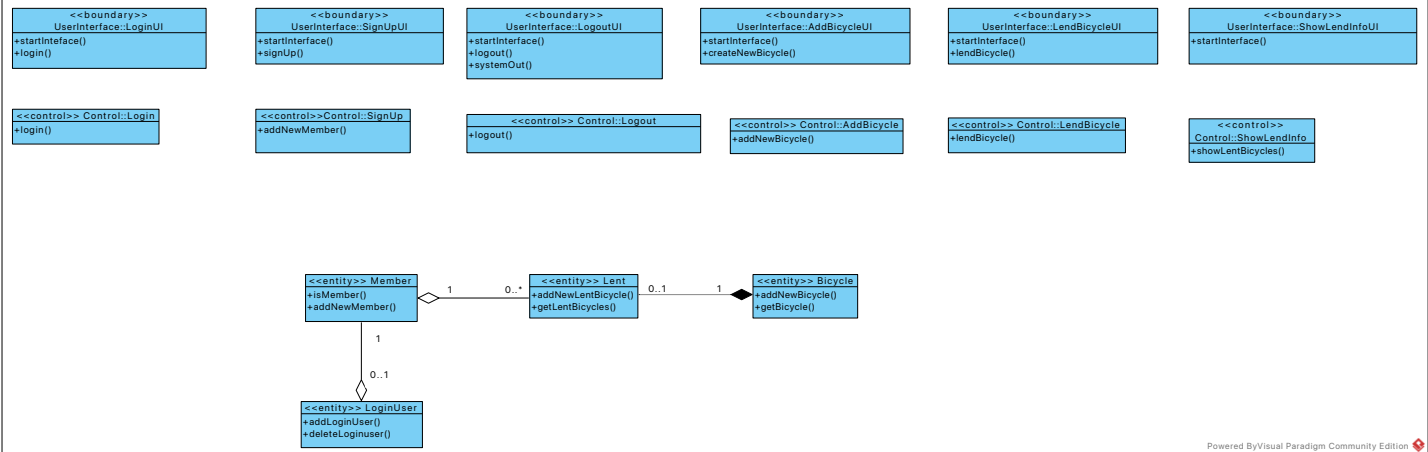 <<boundary>>
UserInterface::LoginUI
+startInteface()
+login()
<<boundary>>
UserInterface::SignUpUI
+startInterface()
+signUp()
<<boundary>>
UserInterface::LogoutUI
+startInterface()
+logout()
+systemOut()
<<boundary>>
UserInterface::AddBicycleUI
+startInterface()
+createNewBicycle()
<<boundary>>
UserInterface::LendBicycleUI
+startInterface()
+lendBicycle()
<<boundary>>
UserInterface::ShowLendInfoUI
+startInterface()
<<control>> Control::Login
+login()
<<control>>Control::SignUp
+addNewMember()
<<control>> Control::Logout
+logout()
<<control>> Control::AddBicycle
+addNewBicycle()
<<control>> Control::LendBicycle
+lendBicycle()
<<control>>
Control::ShowLendInfo
+showLentBicycles()
<<entity>> Member
+isMember()
+addNewMember()
1
0..*
<<entity>> Lent
+addNewLentBicycle()
+getLentBicycles()
0..1
1
<<entity>> Bicycle
+addNewBicycle()
+getBicycle()
1
0..1
<<entity>> LoginUser
+addLoginUser()
+deleteLoginuser()
Powered ByVisual Paradigm Community Edition